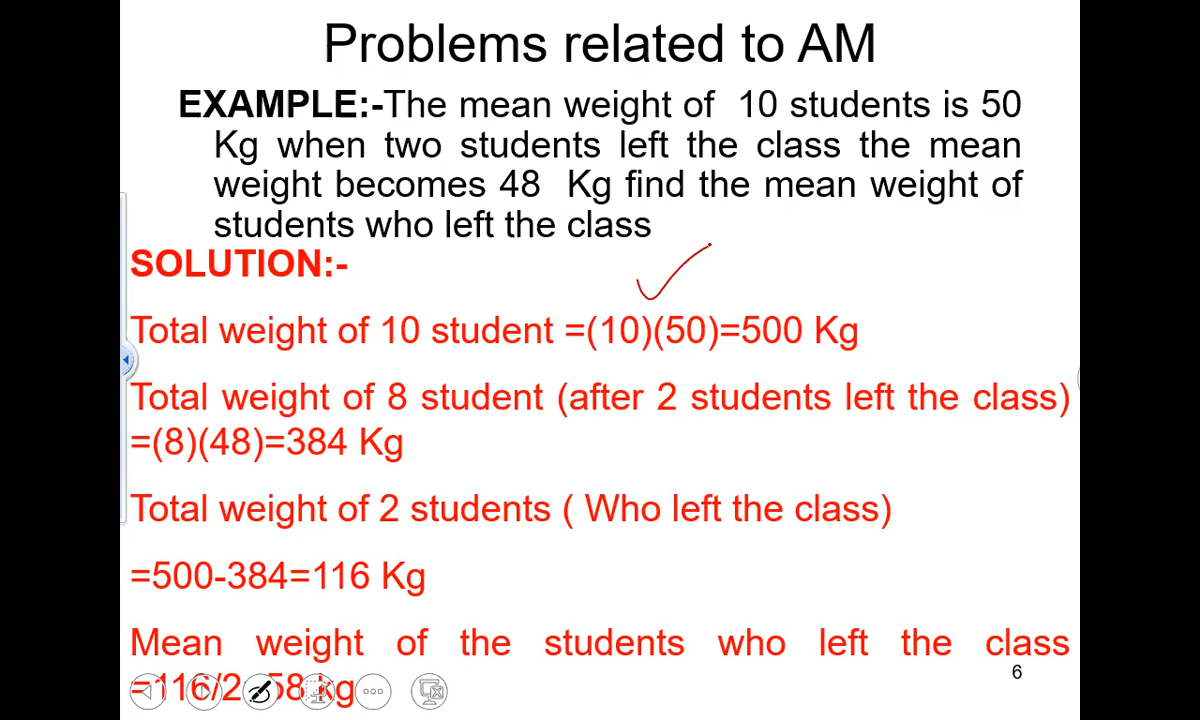 Problems related to AM
EXAMPLE:-The mean weight of 10 students is 50
Kg when two students left the class the mean
weight becomes 48 Kg find the mean weight of
students who left the class
SOLUTION:-
Total weight of 10 student =(10)(50)=500 Kg
Total weight of 8 student (after 2 students left the class)
=(8)(48)=384 Kg
Total weight of 2 students ( Who left the class)
=500-384=116 Kg
Mean weight of the students who left the class
=116/2=58 kg
6